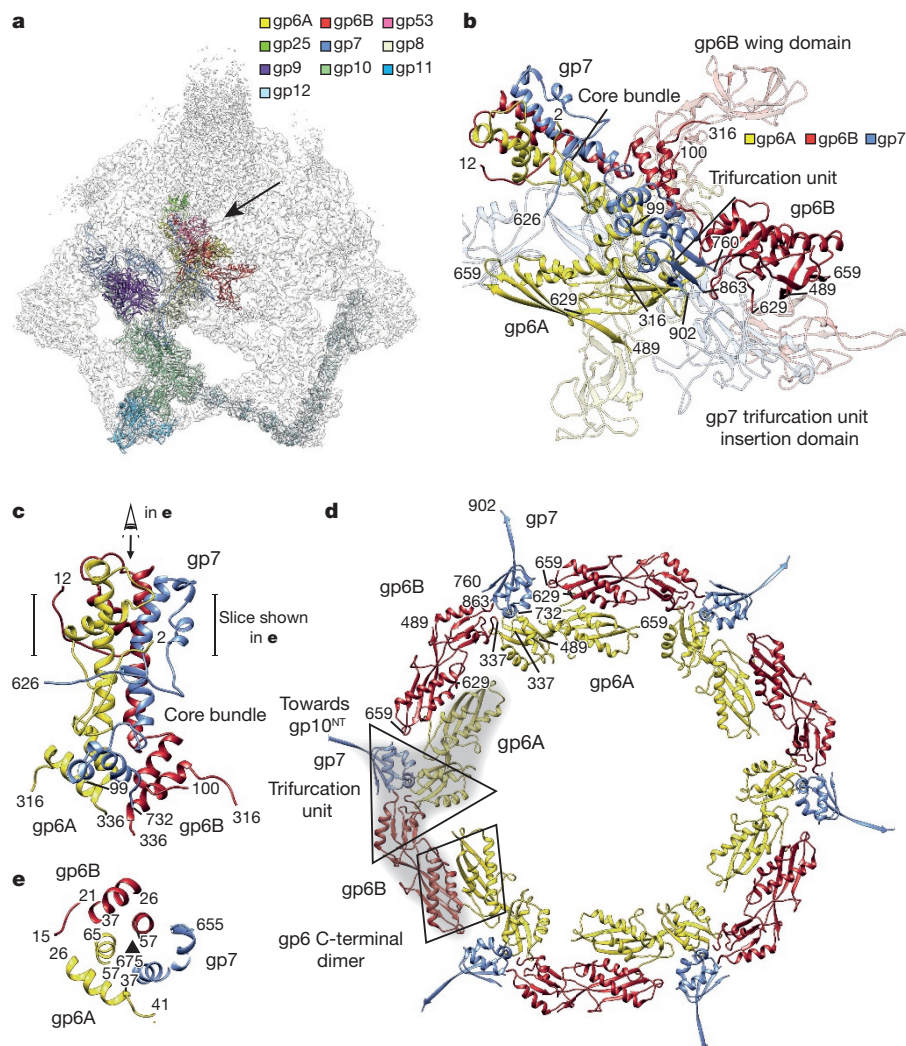 a
gp6A gp6B gp53
gp25 gp7 gp8
gp9 gp10 gp11
gp12
b
gp6B wing domain
gp7
Core bundle
2
316
gp6A gp6B gp7
100
12
Trifurcation unit
99
gp6B
626
760
659
659
863
489
629
629
316
902
gp6A
489
gp7 trifurcation unit
insertion domain
c
in e
gp7
12
Slice shown
in e
2
626
Core bundle
99
100
316
336
732
316
gp6A
336
gp6B
d
902
gp7
659
gp6B
760
629
863
732
659
489
337
489
337
gp6A
629
Towards
gp10NT
659
gp6A
gp7
Trifurcation
unit
gp6B
gp6 C-terminal
dimer
e
gp6B
21
26
37
15
65
57
655
26
675
57
gp7
37
41
gp6A